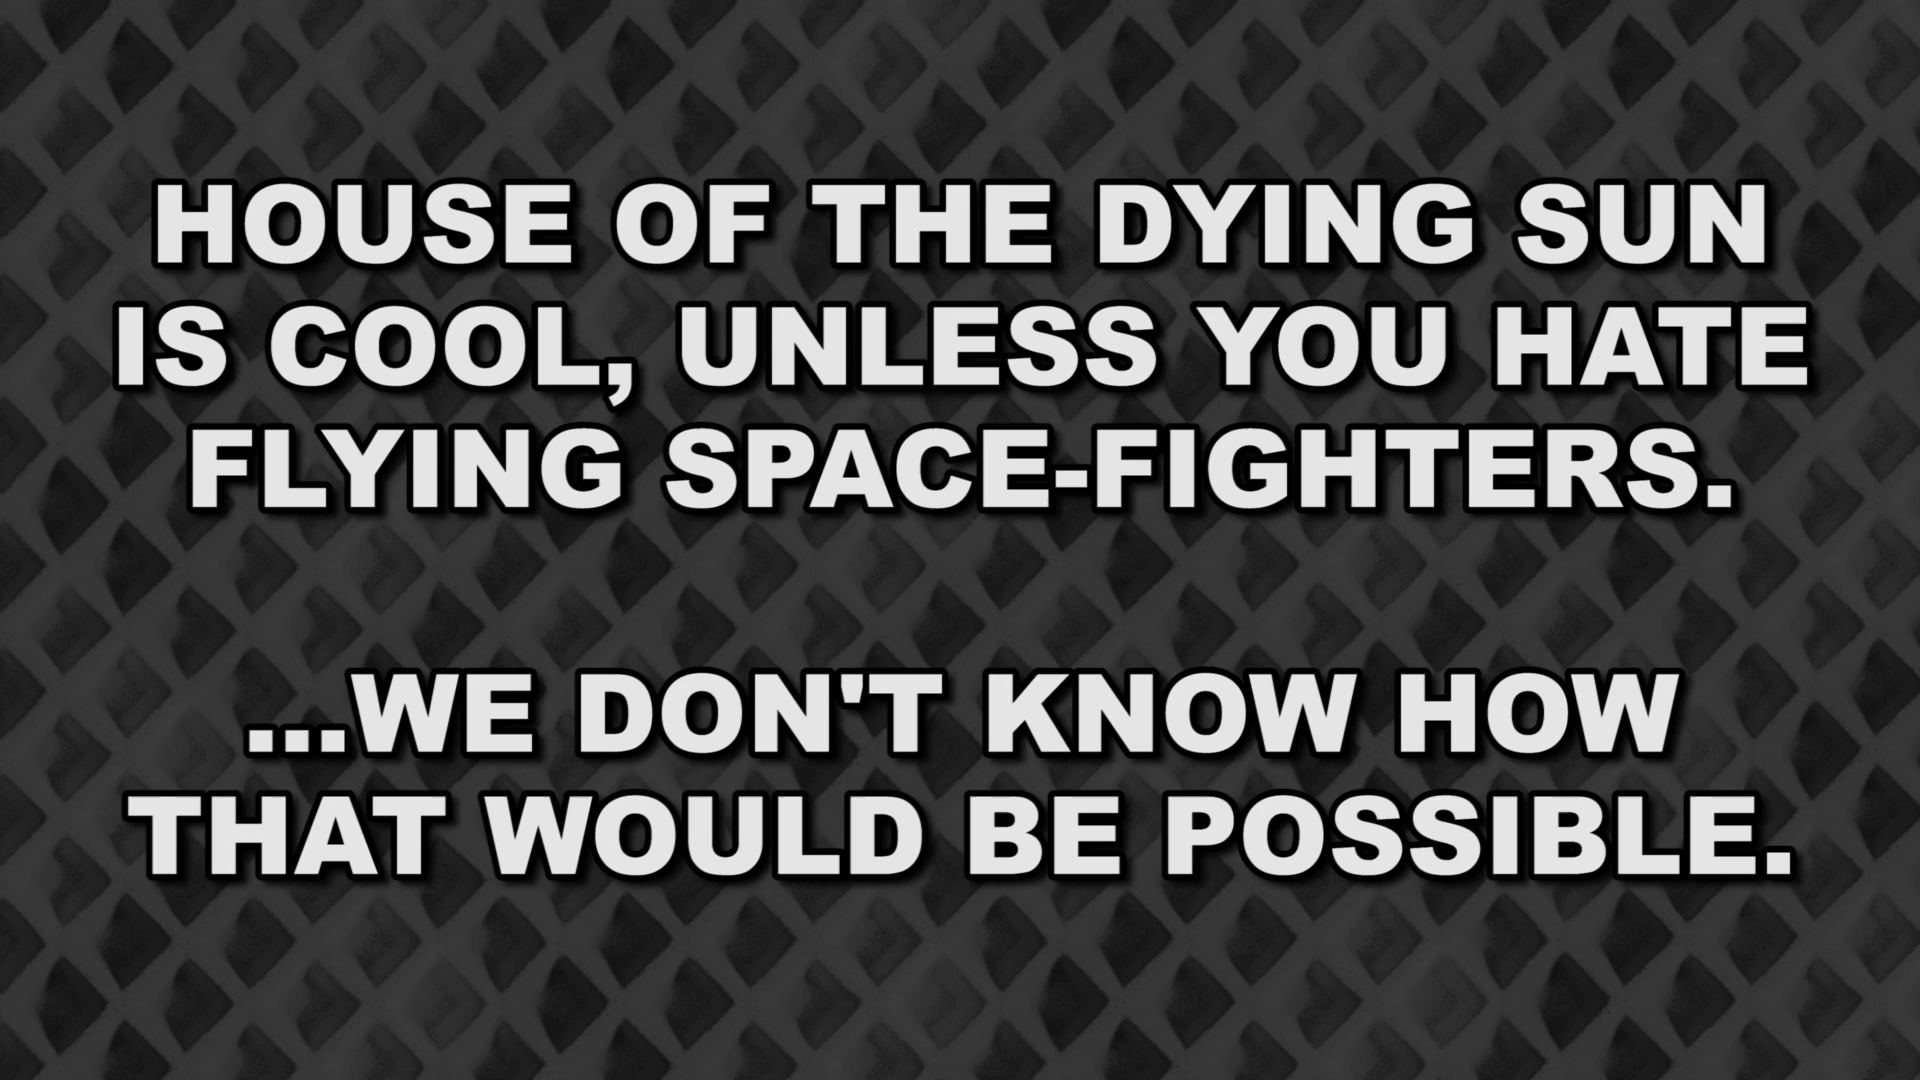 HOUSE OF THE DYING SUN
IS COOL, UNLESS YOU HATE
FLYING SPACE-FIGHTERS.
...WE DON'T KNOW HOW
THAT WOULD BE POSSIBLE.